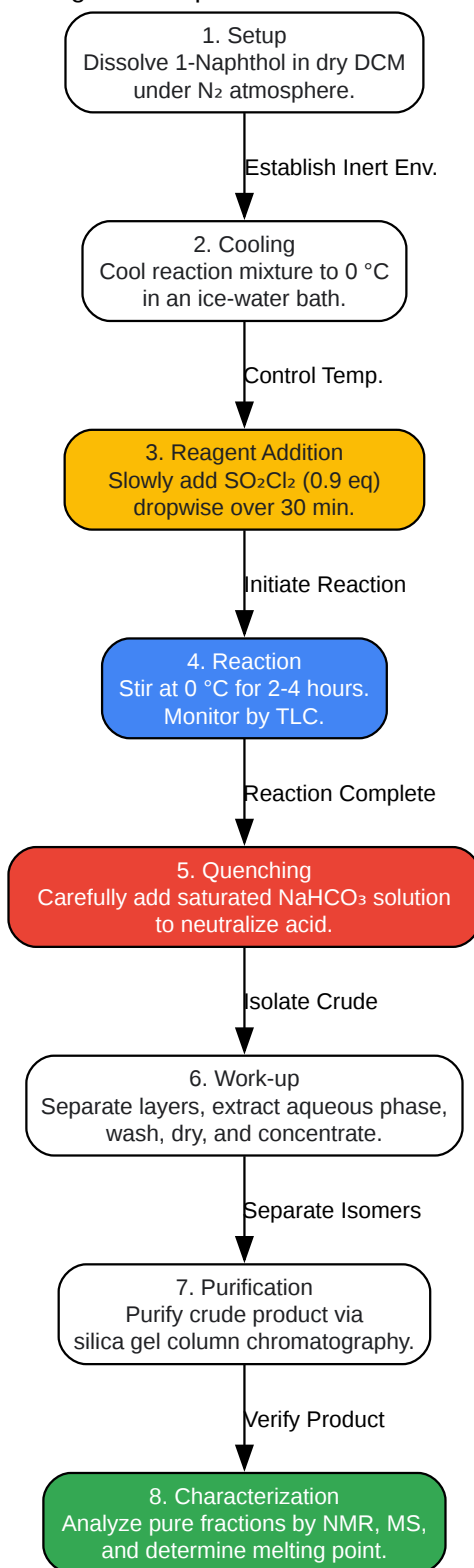 1. Setup
Dissolve 1-Naphthol in dry DCM
under N₂ atmosphere.
Establish Inert Env.
2. Cooling
Cool reaction mixture to 0 °C
in an ice-water bath.
Control Temp.
3. Reagent Addition
Slowly add SO₂Cl₂ (0.9 eq)
dropwise over 30 min.
Initiate Reaction
4. Reaction
Stir at 0 °C for 2-4 hours.
Monitor by TLC.
Reaction Complete
5. Quenching
Carefully add saturated NaHCO₃ solution
to neutralize acid.
Isolate Crude
6. Work-up
Separate layers, extract aqueous phase,
wash, dry, and concentrate.
Separate Isomers
7. Purification
Purify crude product via
silica gel column chromatography.
Verify Product
8. Characterization
Analyze pure fractions by NMR, MS,
and determine melting point.